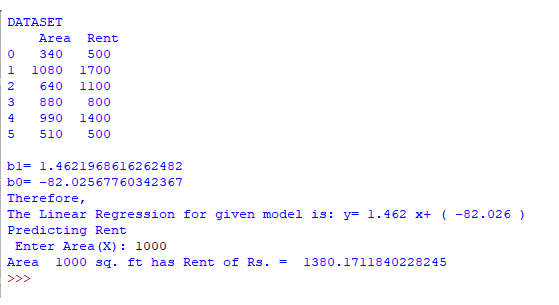 DATASET
Area Rent
0 340 500
1 1080 1700
2 640 1100
3 880 800
4 990 1400
5 510 500
b1= 1.4621968616262482
b0= -82.02567760342367
Therefore,
The Linear Regression for given model is: y= 1.462 x+ ( -82.026 )
Predicting Rent
Enter Area(X): 1000
Area 1000 sq. ft has Rent of Rs. = 1380.1711840228245
>>>